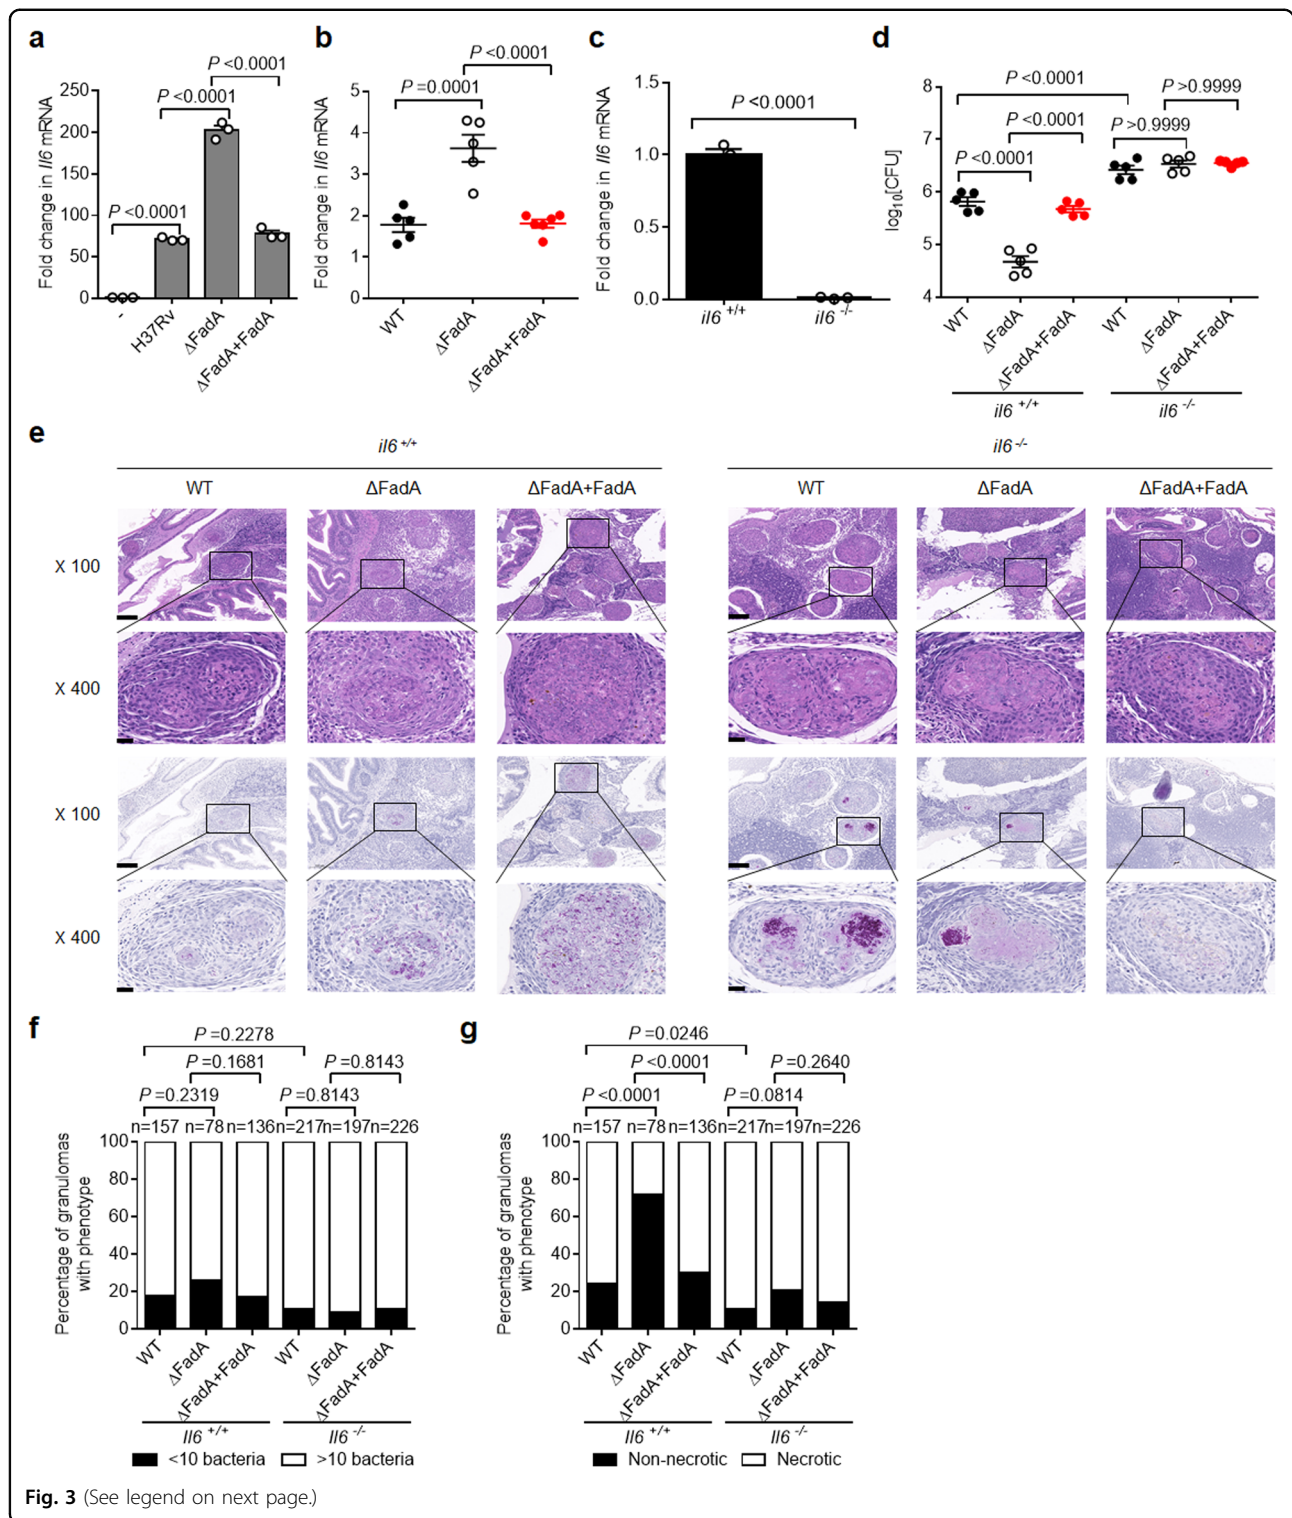 a
P <0.0001
P <0.0001
P <0.0001
Fold change in Il6 mRNA
250
200
150
100
50
0
-
H37Rv
ΔFadA
ΔFadA+FadA
b
P <0.0001
P =0.0001
Fold change in Il6 mRNA
5
4
3
2
1
0
WT
ΔFadA
ΔFadA+FadA
c
P <0.0001
Fold change in Il6 mRNA
1.5
1.0
0.5
0.0
il6 +/+
il6 -/-
d
P <0.0001
P >0.9999
P <0.0001
P >0.9999
P <0.0001
log10[CFU]
8
7
6
5
4
WT
ΔFadA
ΔFadA+FadA
WT
ΔFadA
ΔFadA+FadA
il6 +/+
il6 -/-
e
il6 +/+
il6 -/-
WT
ΔFadA
ΔFadA+FadA
WT
ΔFadA
ΔFadA+FadA
X 100
X 400
X 100
X 400
f
P =0.2278
P =0.1681
P =0.8143
P =0.2319
P =0.8143
n=157
n=78
n=136
n=217
n=197
n=226
Percentage of granulomas
with phenotype
100
80
60
40
20
0
WT
ΔFadA
ΔFadA+FadA
WT
ΔFadA
ΔFadA+FadA
Il6 +/+
Il6 -/-
<10 bacteria
>10 bacteria
g
P =0.0246
P <0.0001
P =0.2640
P <0.0001
P =0.0814
n=157
n=78
n=136
n=217
n=197
n=226
Percentage of granulomas
with phenotype
100
80
60
40
20
0
WT
ΔFadA
ΔFadA+FadA
WT
ΔFadA
ΔFadA+FadA
Il6 +/+
Il6 -/-
Non-necrotic
Necrotic
Fig. 3 (See legend on next page.)